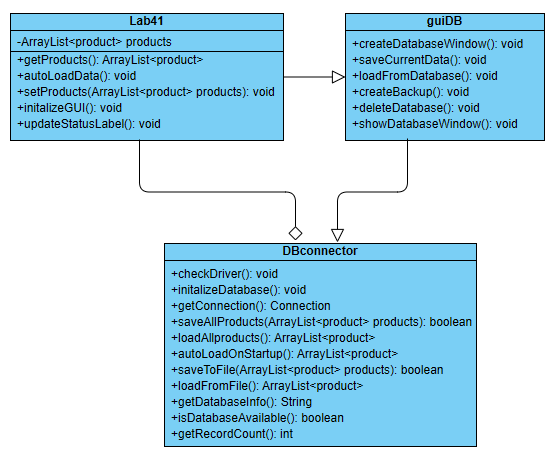 Lab41
-ArrayList<product> products
+getProducts(): ArrayList<product>
+autoLoadData(): void
+setProducts(ArrayList<product> products): void
+initalizeGUI(): void
+updateStatusLabel(): void
guiDB
+createDatabaseWindow(): void
+saveCurrentData(): void
+loadFromDatabase(): void
+createBackup(): void
+deleteDatabase(): void
+showDatabaseWindow(): void
DBconnector
+checkDriver(): void
+initalizeDatabase(): void
+getConnection(): Connection
+saveAllProducts(ArrayList<product> products): boolean
+loadAllproducts(): ArrayList<product>
+autoLoadOnStartup(): ArrayList<product>
+saveToFile(ArrayList<product> products): boolean
+loadFromFile(): ArrayList<product>
+getDatabaseInfo(): String
+isDatabaseAvailable(): boolean
+getRecordCount(): int